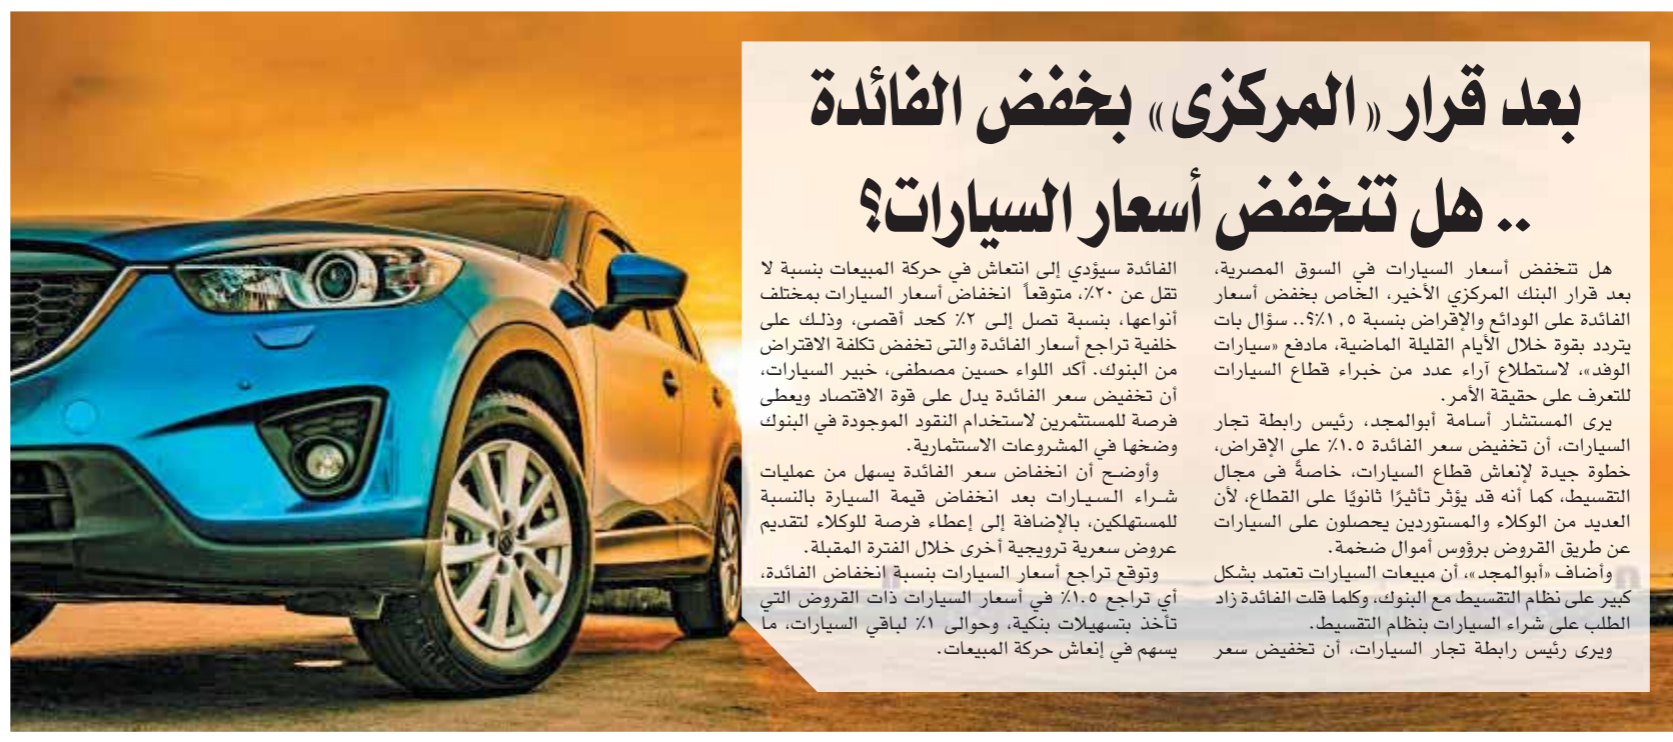 بعد قرار «المركزى» بخفض الفائدة
.. هل تنخفض أسعار السيارات؟
هل تنخفض أسعار السيارات في السوق المصرية،
بعد قرار البنك المركزي الأخير، الخاص بخفض أسعار
الفائدة على الودائع والإقراض بنسبة ١,٥٪؟.. سؤال بات
يتردد بقوة خلال الأيام القليلة الماضية، مادفع «سيارات
الوفد»، لاستطلاع آراء عدد من خبراء قطاع السيارات
للتعرف على حقيقة الأمر.
يرى المستشار أسامة أبوالمجد، رئيس رابطة تجار
السيارات، أن تخفيض سعر الفائدة ١.٥٪ على الإقراض،
خطوة جيدة لإنعاش قطاع السيارات، خاصةً فى مجال
التقسيط، كما أنه قد يؤثر تأثيرًا ثانويًا على القطاع، لأن
العديد من الوكلاء والمستوردين يحصلون على السيارات
عن طريق القروض برؤوس أموال ضخمة.
وأضاف «أبوالمجد»، أن مبيعات السيارات تعتمد بشكل
كبير على نظام التقسيط مع البنوك، وكلما قلت الفائدة زاد
الطلب على شراء السيارات بنظام التقسيط.
ويرى رئيس رابطة تجار السيارات، أن تخفيض سعر
الفائدة سيؤدي إلى انتعاش في حركة المبيعات بنسبة لا
تقل عن ٢٠٪، متوقعاً انخفاض أسعار السيارات بمختلف
أنواعها، بنسبة تصل إلى ٢٪ كحد أقصى، وذلك على
خلفية تراجع أسعار الفائدة والتى تخفض تكلفة الاقتراض
من البنوك. أكد اللواء حسين مصطفى، خبير السيارات،
أن تخفيض سعر الفائدة يدل على قوة الاقتصاد ويعطى
فرصة للمستثمرين لاستخدام النقود الموجودة في البنوك
وضخها في المشروعات الاستثمارية.
وأوضح أن انخفاض سعر الفائدة يسهل من عمليات
شراء السيارات بعد انخفاض قيمة السيارة بالنسبة
للمستهلكين، بالإضافة إلى إعطاء فرصة للوكلاء لتقديم
عروض سعرية ترويجية أخرى خلال الفترة المقبلة.
وتوقع تراجع أسعار السيارات بنسبة انخفاض الفائدة،
أي تراجع ١.٥٪ في أسعار السيارات ذات القروض التي
تأخذ بتسهيلات بنكية، وحوالى ١٪ لباقي السيارات، ما
يسهم في إنعاش حركة المبيعات.